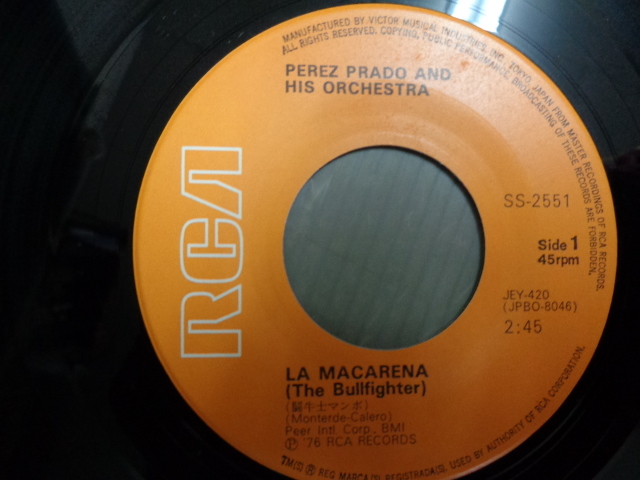 MANUFACTURED BY VICTOR MUSICAL INDUSTRIES, INC. TOKYO, JAPAN FROM MASTER RECORDINGS OF RCA RECORDS.
ALL RIGHTS RESERVED. COPYING, PUBLIC PERFORMANCE, BROADCASTING OF THESE RECORDS ARE FORBIDDEN.
PEREZ PRADO AND
HIS ORCHESTRA
RCA
SS-2551
Side 1
45rpm
JEY-420
(JPBO-8046)
2:45
LA MACARENA
(The Bullfighter)
(闘牛士マンボ)
(Monterde-Calero)
Peer Intl. Corp., BMI
℗ '76 RCA RECORDS
TM(S) ® REG. MARCA(S) REGISTRADA(S). USED BY AUTHORITY OF RCA CORPORATION.